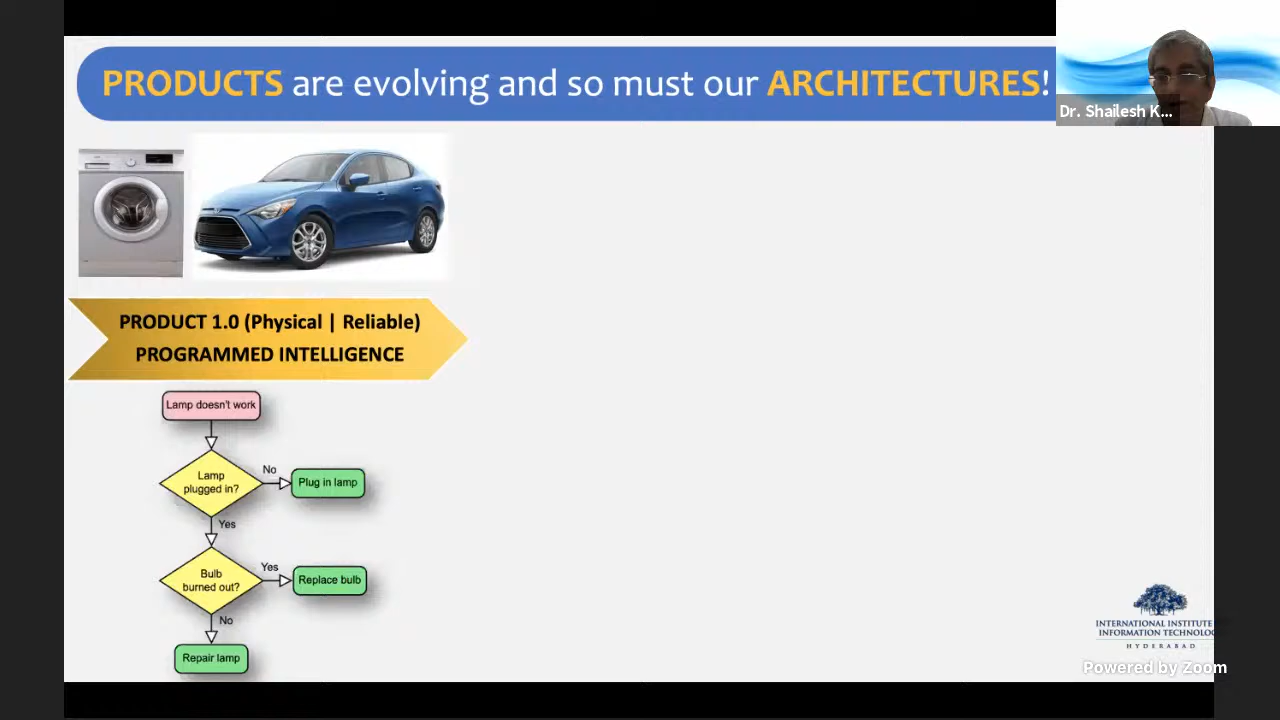 PRODUCTS are evolving and so must our ARCHITECTURES!
Dr. Shailesh K...
PRODUCT 1.0 (Physical | Reliable)
PROGRAMMED INTELLIGENCE
Lamp doesn't work
Lamp
plugged in?
No
Plug in lamp
Yes
Bulb
burned out?
Yes
Replace bulb
No
Repair lamp
INTERNATIONAL INSTITUTE
INFORMATION TECHNOLO
HYDERABAD
Powered by Zoom